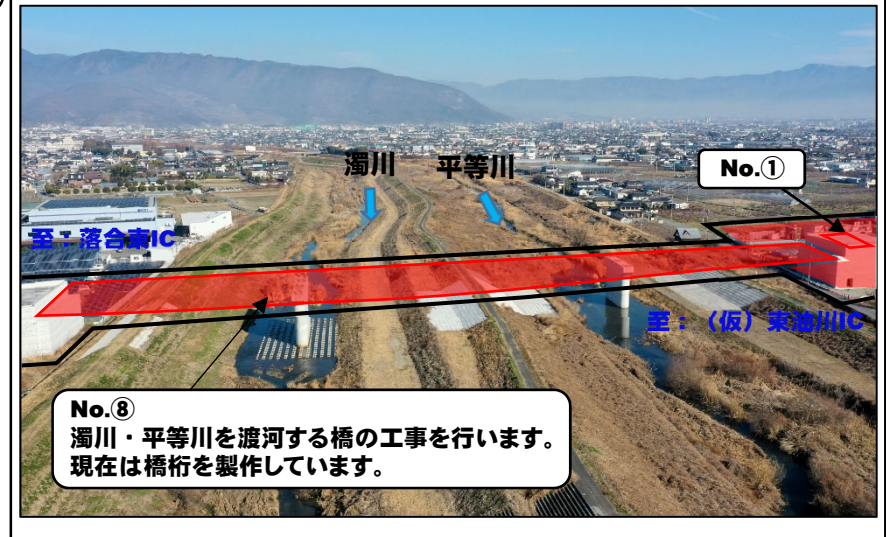 濁川
平等川
No.①
至：落合東IC
至：（仮）東油川IC
No.⑧
濁川・平等川を渡河する橋の工事を行います。
現在は橋桁を製作しています。